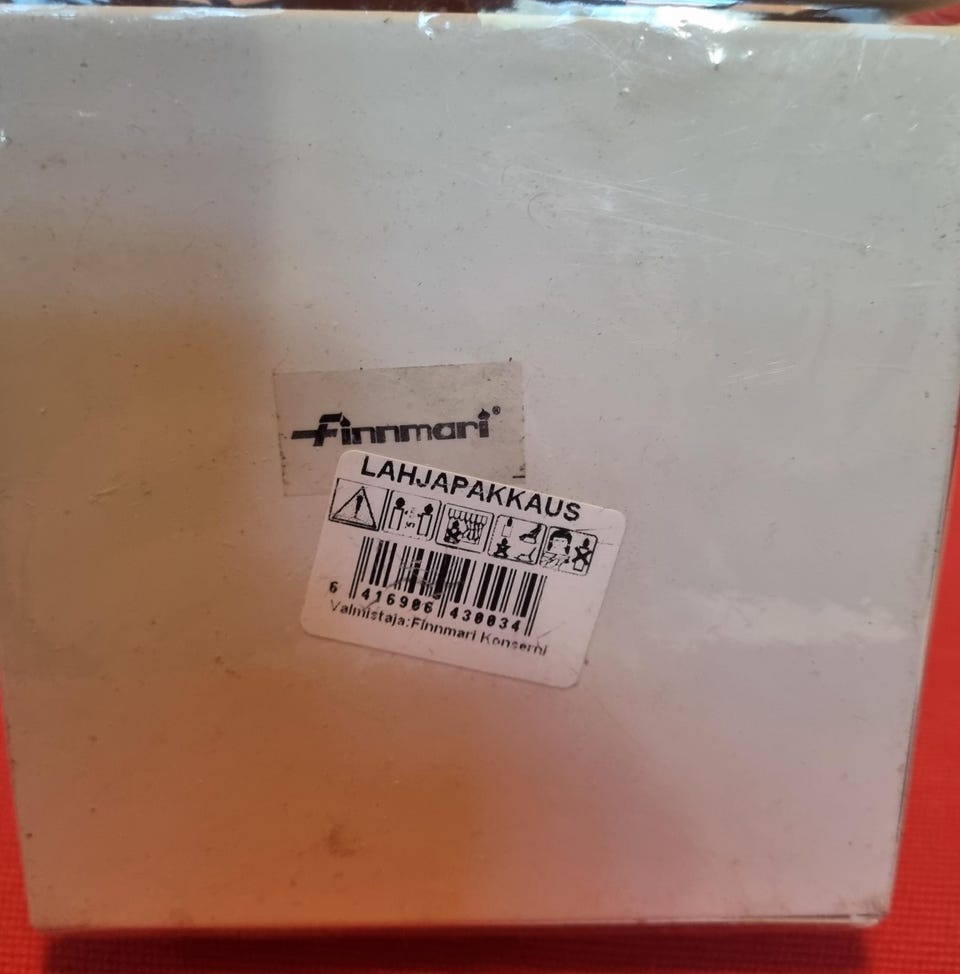 Finnmari®
LAHJAPAKKAUS
6 416906 430034
Valmistaja:Finnmari Konserni